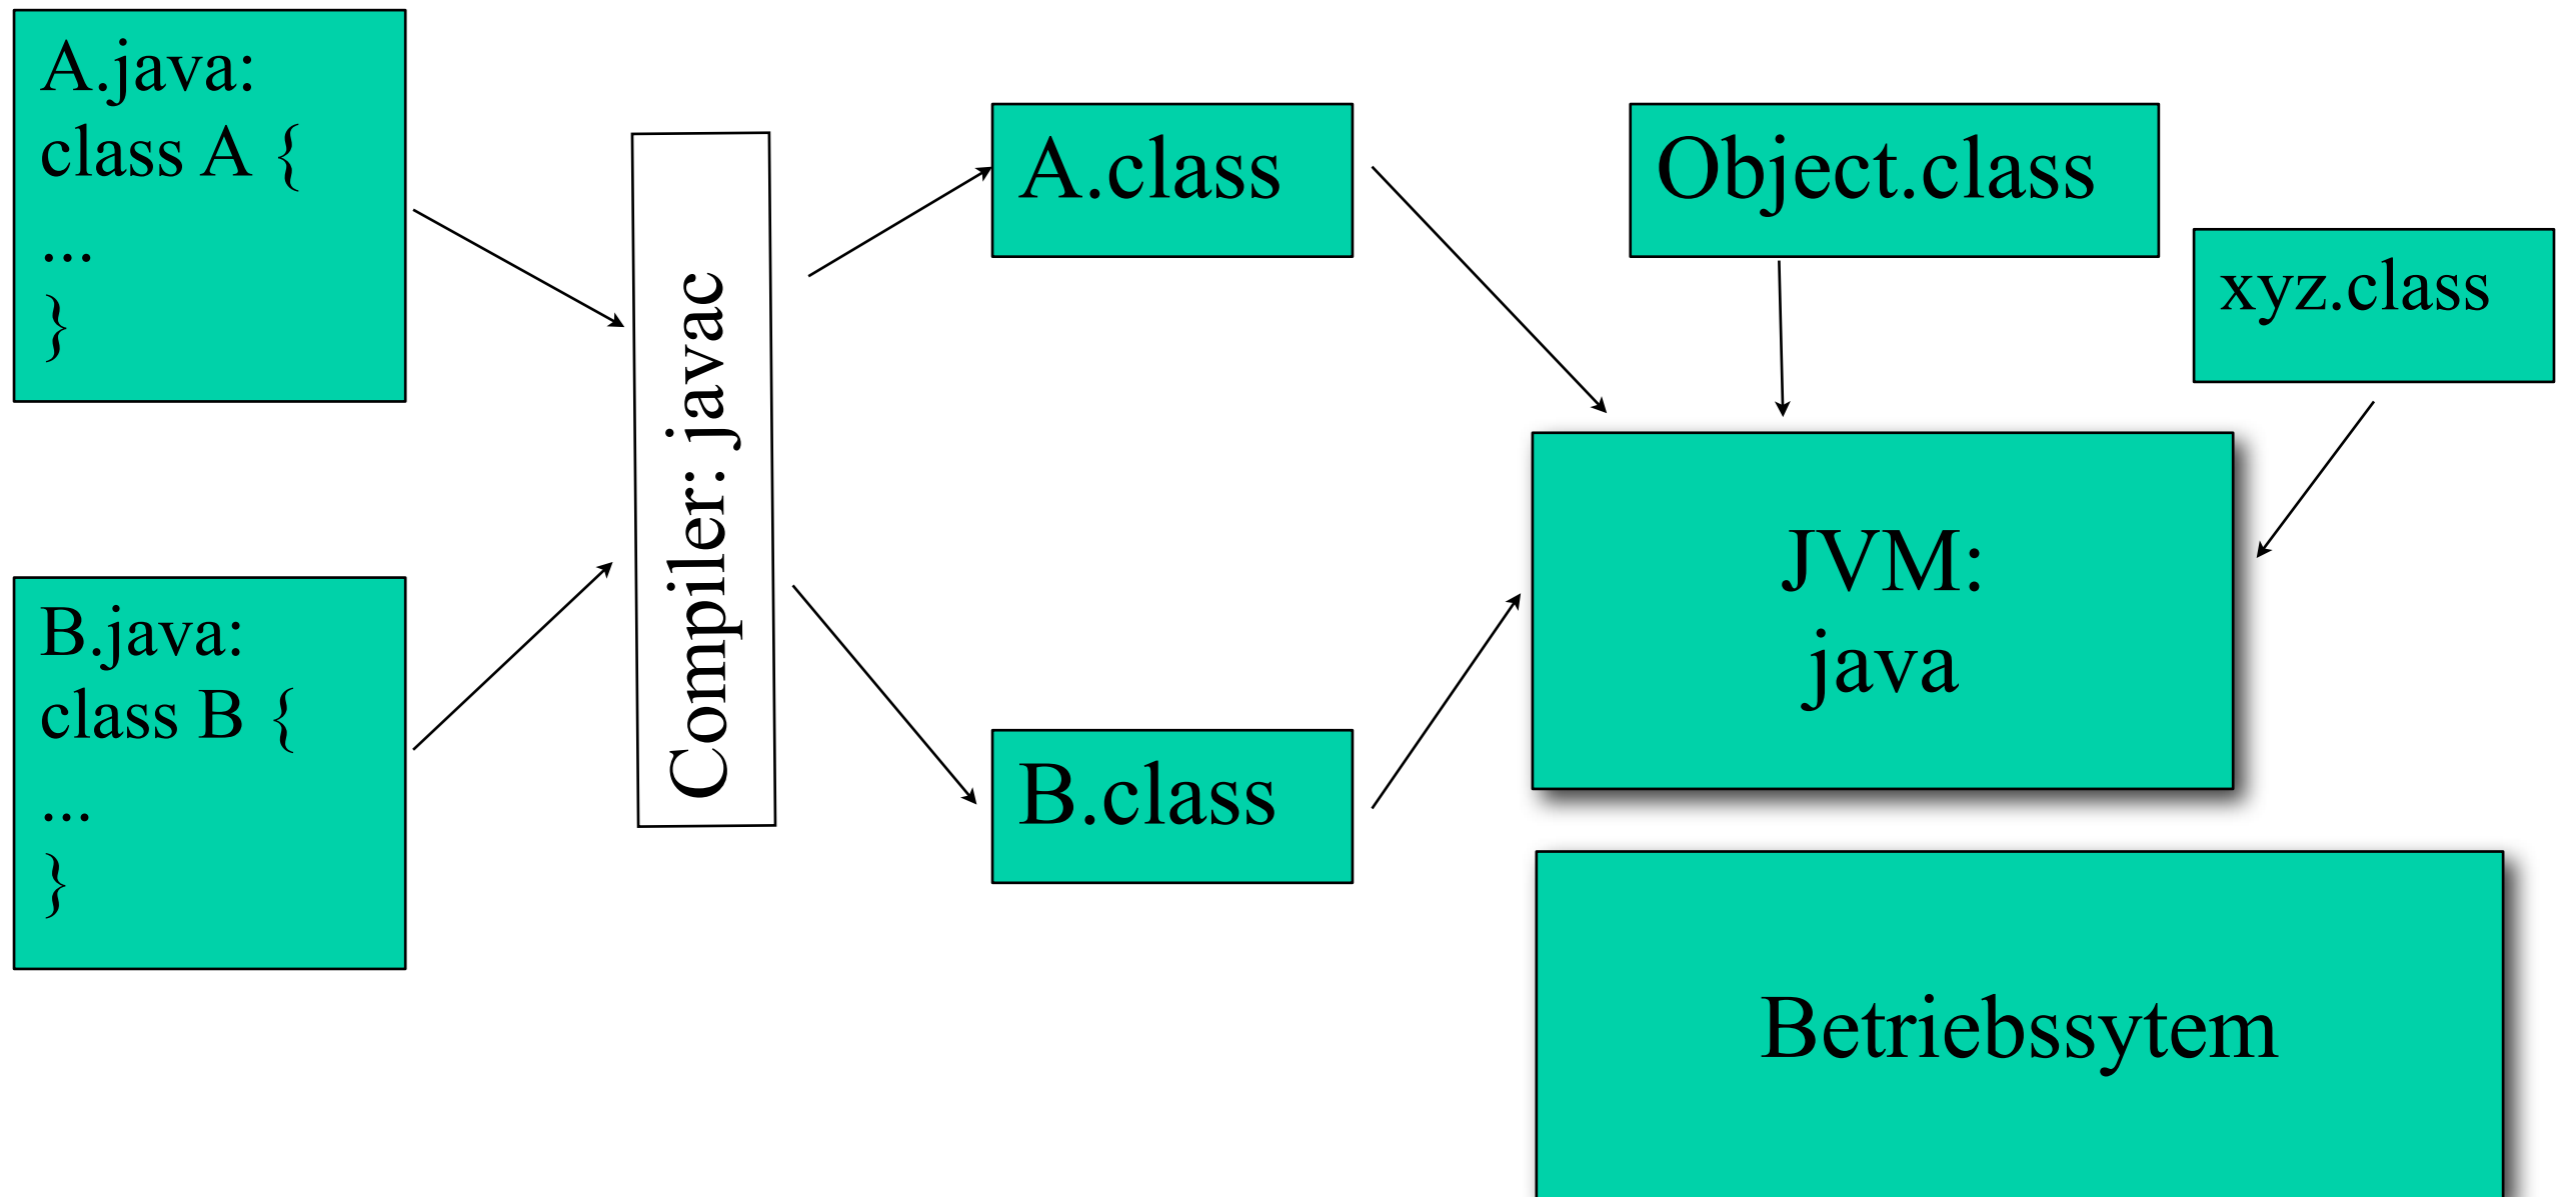 A.java:
class A {
...
}
B.java:
class B {
...
}
Compiler: javac
A.class
B.class
Object.class
xyz.class
JVM:
java
Betriebssytem